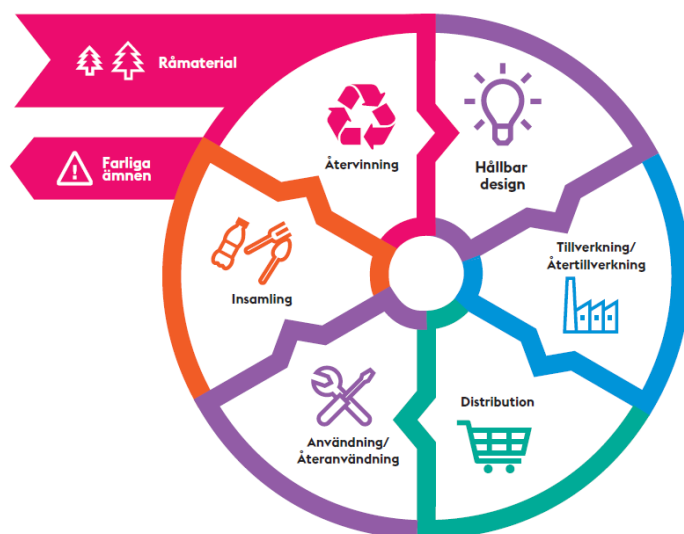 Råmaterial
Farliga
ämnen
Återvinning
Hållbar
design
Tillverkning/
Återtillverkning
Distribution
Användning/
Återanvändning
Insamling